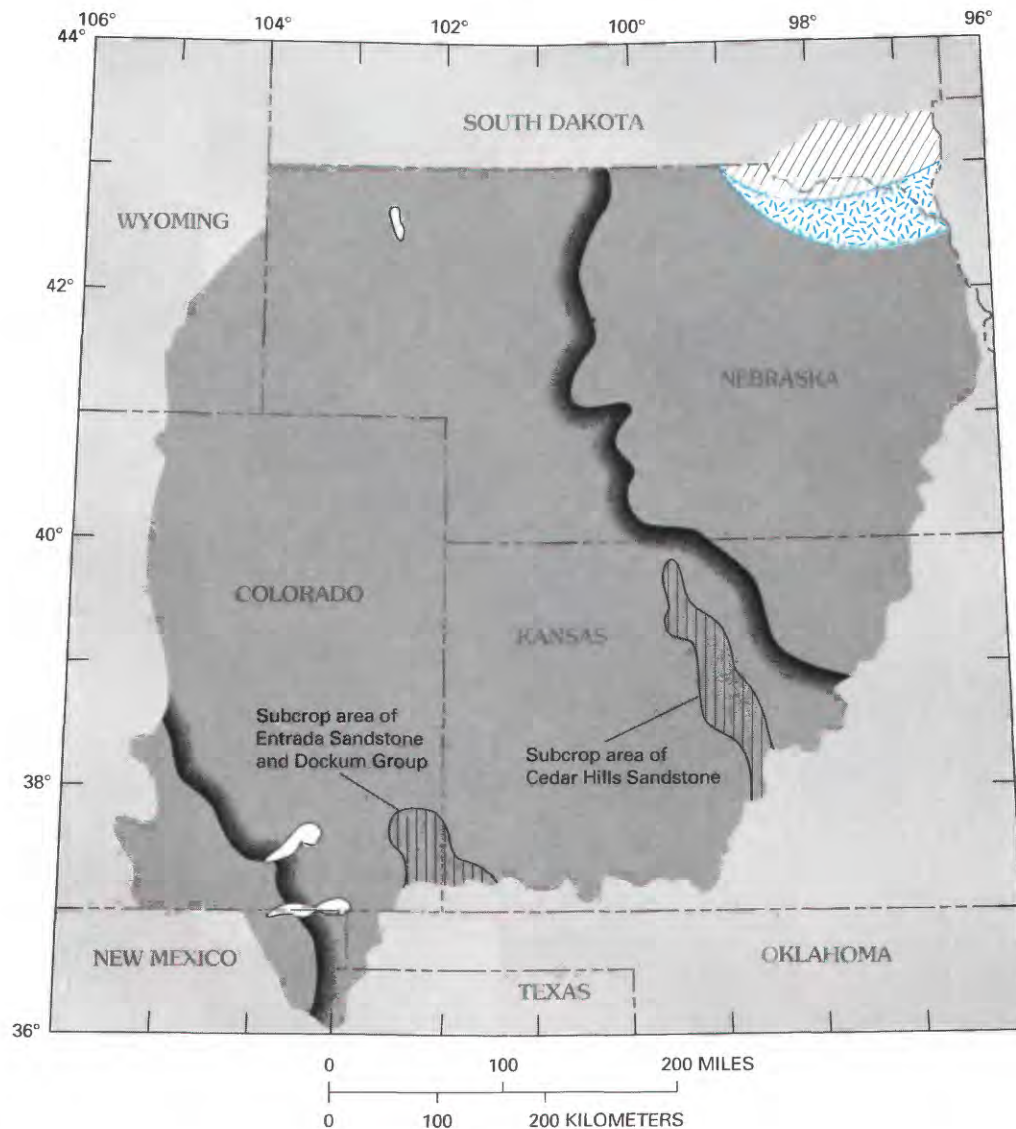 106°
104°
102°
100°
98°
96°
44°
SOUTH DAKOTA
WYOMING
42°
NEBRASKA
40°
COLORADO
KANSAS
Subcrop area of
Entrada Sandstone
and Dockum Group
Subcrop area of
Cedar Hills Sandstone
38°
NEW MEXICO
OKLAHOMA
TEXAS
36°
0 100 200 MILES
0 100 200 KILOMETERS